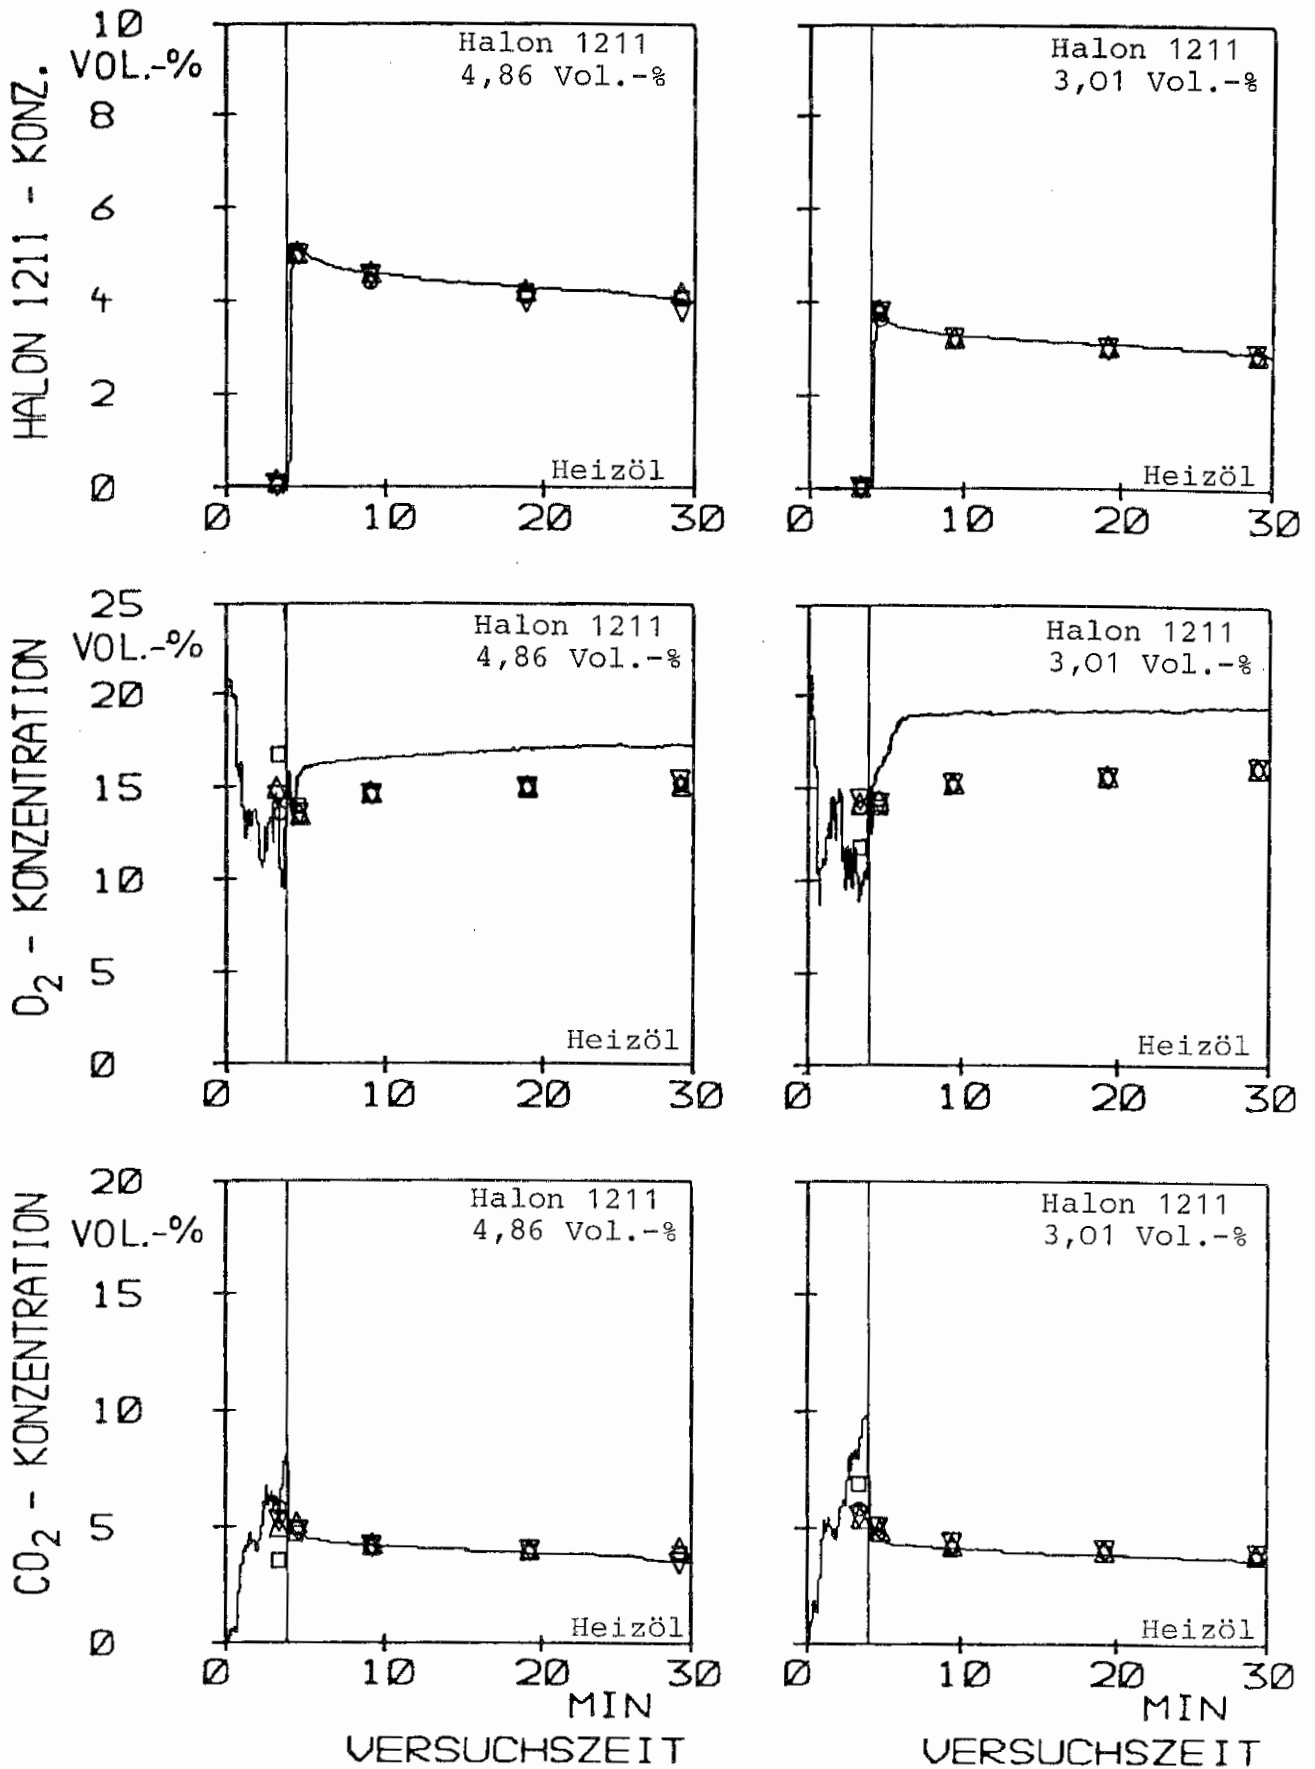 HALON 1211 - KONZ.
10
VOL.-%
8
6
4
2
0
Halon 1211
4,86 Vol.-%
Heizöl
0 10 20 30
Halon 1211
3,01 Vol.-%
Heizöl
0 10 20 30
O2 - KONZENTRATION
25
VOL.-%
20
15
10
5
0
Halon 1211
4,86 Vol.-%
Heizöl
0 10 20 30
Halon 1211
3,01 Vol.-%
Heizöl
0 10 20 30
CO2 - KONZENTRATION
20
VOL.-%
15
10
5
0
Halon 1211
4,86 Vol.-%
Heizöl
0 10 20 30
MIN
VERSUCHSZEIT
Halon 1211
3,01 Vol.-%
Heizöl
0 10 20 30
MIN
VERSUCHSZEIT